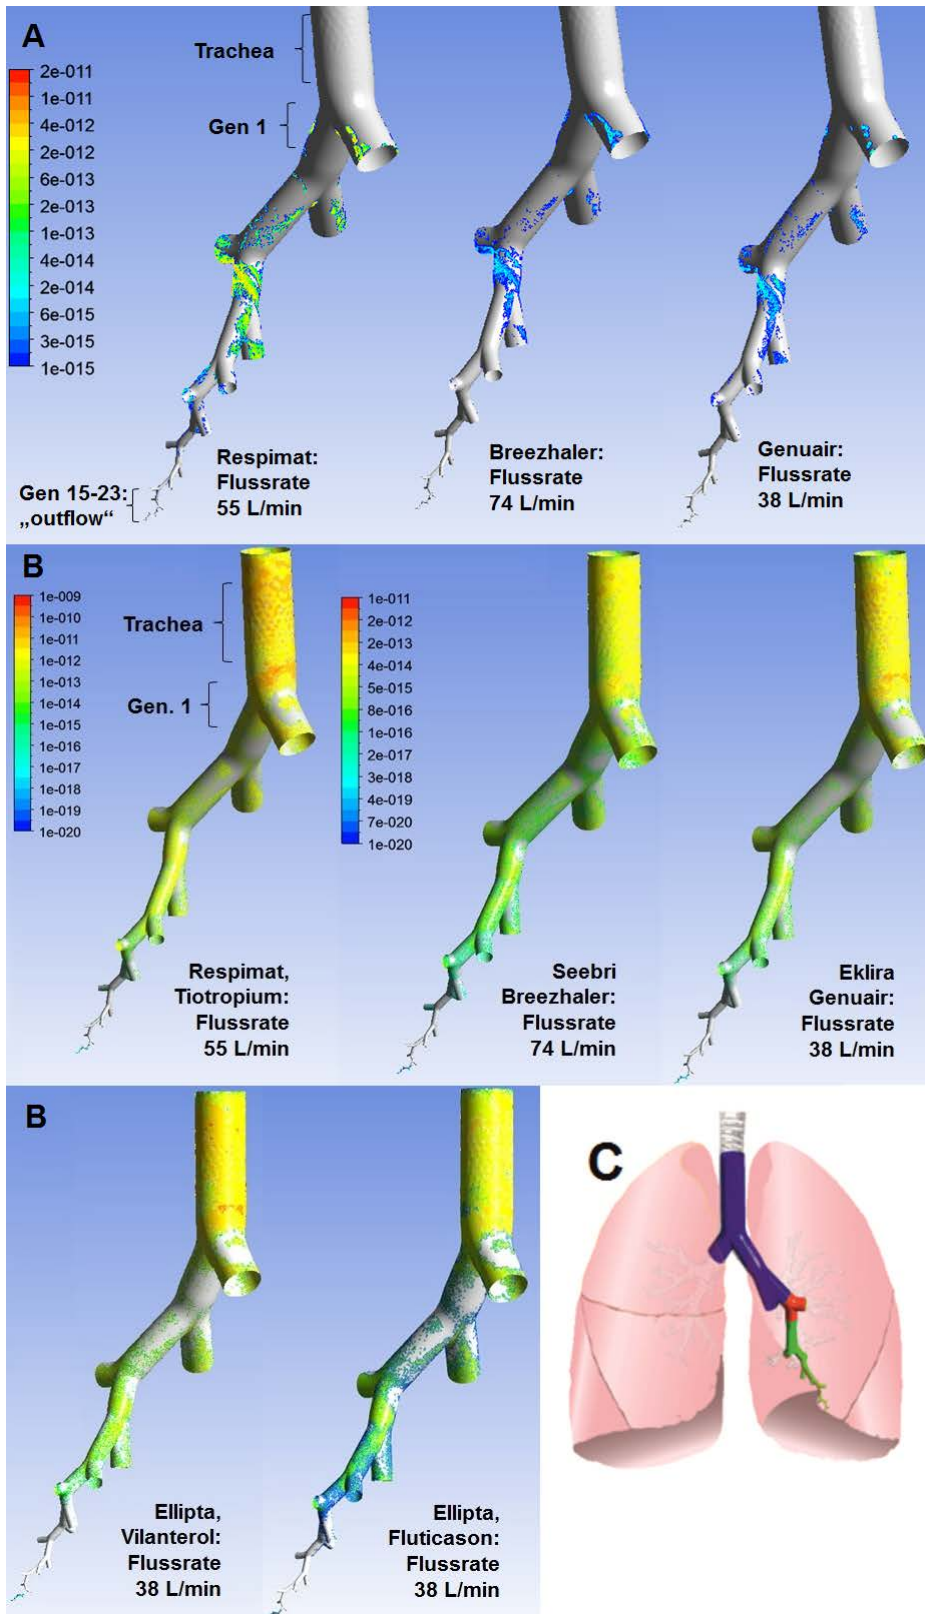 A
2e-011
1e-011
4e-012
2e-012
6e-013
2e-013
1e-013
4e-014
2e-014
6e-015
3e-015
1e-015
Trachea
Gen 1
Gen 15-23:
„outflow“
Respimat:
Flussrate
55 L/min
Breezhaler:
Flussrate
74 L/min
Genuair:
Flussrate
38 L/min
B
1e-009
1e-010
1e-011
1e-012
1e-013
1e-014
1e-015
1e-016
1e-017
1e-018
1e-019
1e-020
Trachea
Gen. 1
1e-011
2e-012
2e-013
4e-014
5e-015
8e-016
1e-016
2e-017
3e-018
4e-019
7e-020
1e-020
Respimat,
Tiotropium:
Flussrate
55 L/min
Seebri
Breezhaler:
Flussrate
74 L/min
Eklira
Genuair:
Flussrate
38 L/min
B
Ellipta,
Vilanterol:
Flussrate
38 L/min
Ellipta,
Fluticason:
Flussrate
38 L/min
C